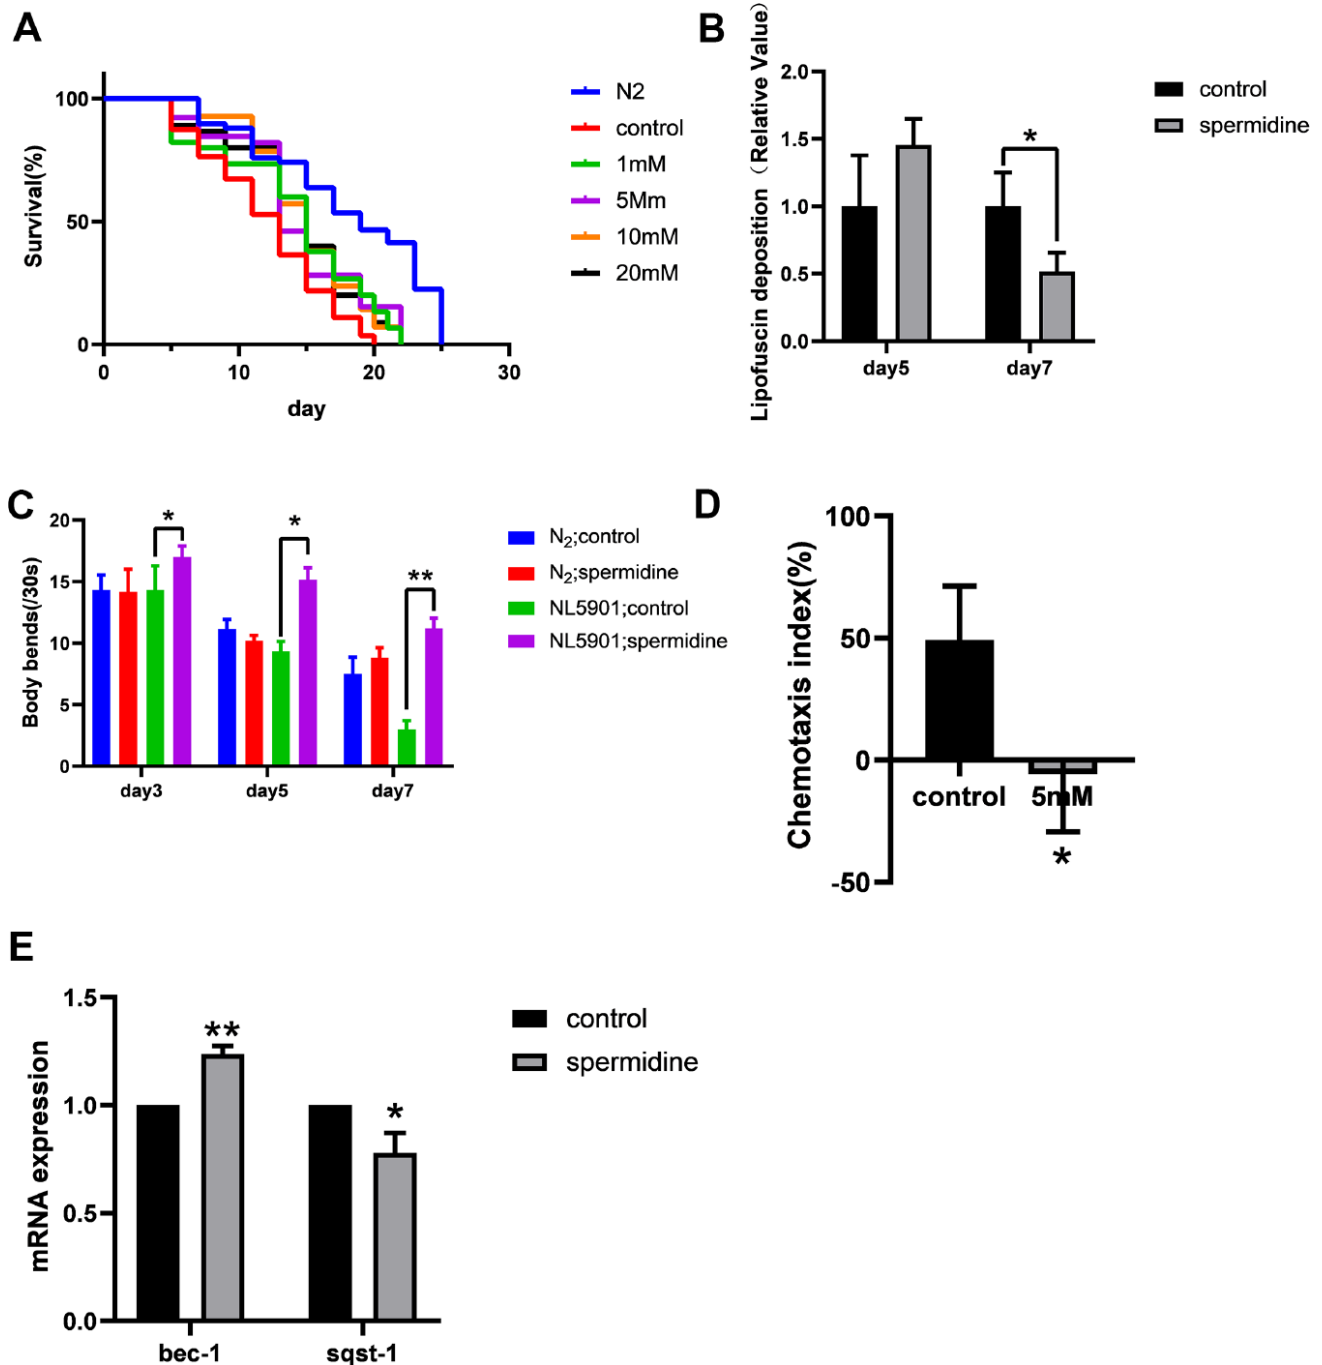 A
Survival(%)
100
50
0
0 10 20 30
day
N2
control
1mM
5Mm
10mM
20mM
B
Lipofuscin deposition（Relative Value）
2.0
1.5
1.0
0.5
0.0
*
day5 day7
control
spermidine
C
Body bends(/30s)
20
15
10
5
0
* * **
day3 day5 day7
N2;control
N2;spermidine
NL5901;control
NL5901;spermidine
D
Chemotaxis index(%)
100
50
0
-50
control 5mM
*
E
mRNA expression
1.5
1.0
0.5
0.0
** *
bec-1 sqst-1
control
spermidine